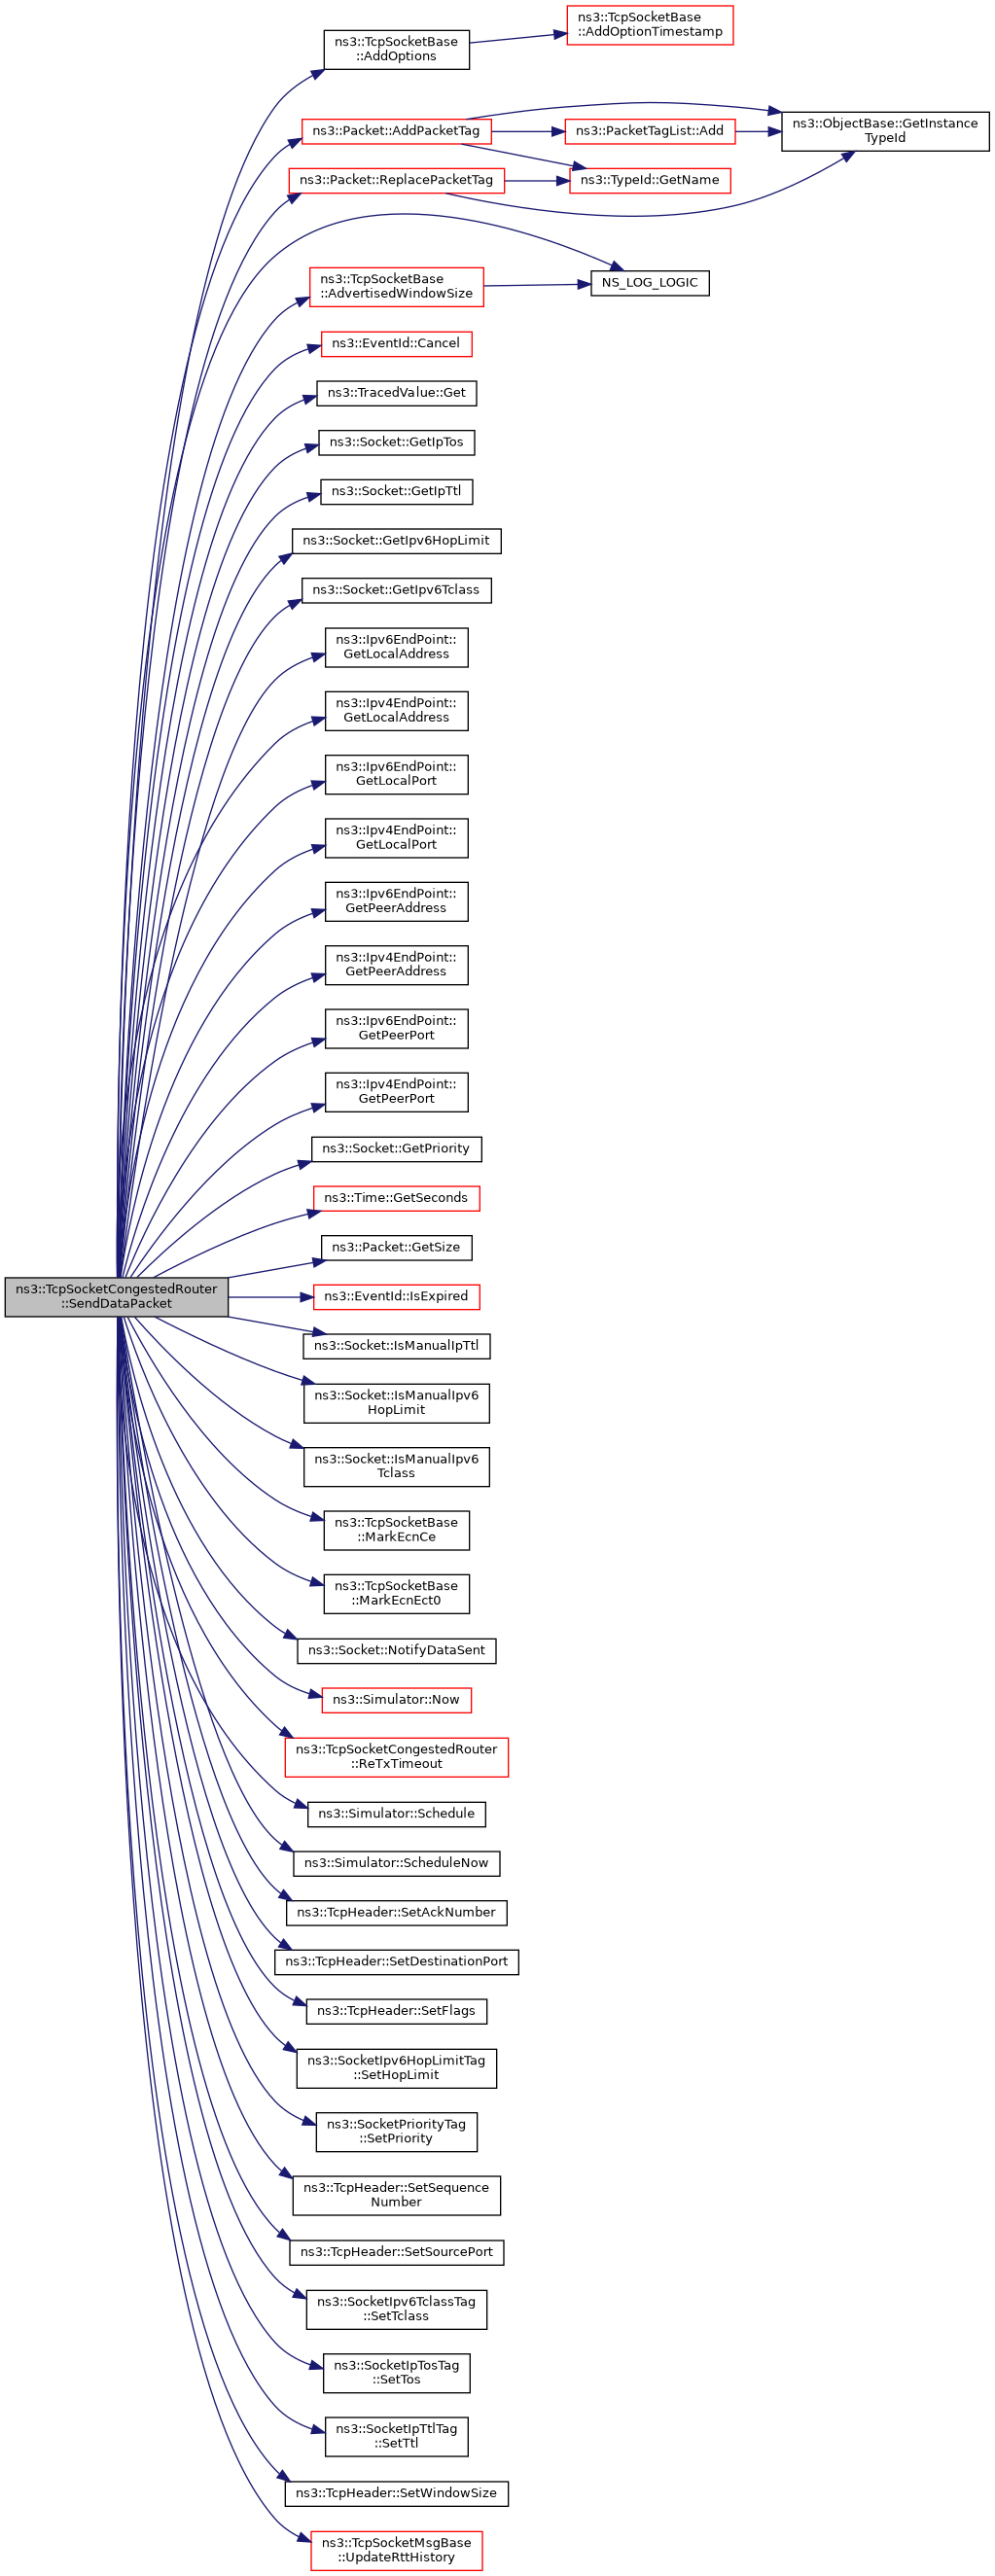 ns3::TcpSocketBase
::AddOptions
ns3::TcpSocketBase
::AddOptionTimestamp
ns3::Packet::AddPacketTag
ns3::PacketTagList::Add
ns3::ObjectBase::GetInstance
TypeId
ns3::Packet::ReplacePacketTag
ns3::TypeId::GetName
ns3::TcpSocketBase
::AdvertisedWindowSize
NS_LOG_LOGIC
ns3::EventId::Cancel
ns3::TracedValue::Get
ns3::Socket::GetIpTos
ns3::Socket::GetIpTtl
ns3::Socket::GetIpv6HopLimit
ns3::Socket::GetIpv6Tclass
ns3::Ipv6EndPoint::
GetLocalAddress
ns3::Ipv4EndPoint::
GetLocalAddress
ns3::Ipv6EndPoint::
GetLocalPort
ns3::Ipv4EndPoint::
GetLocalPort
ns3::Ipv6EndPoint::
GetPeerAddress
ns3::Ipv4EndPoint::
GetPeerAddress
ns3::Ipv6EndPoint::
GetPeerPort
ns3::Ipv4EndPoint::
GetPeerPort
ns3::Socket::GetPriority
ns3::Time::GetSeconds
ns3::Packet::GetSize
ns3::TcpSocketCongestedRouter
::SendDataPacket
ns3::EventId::IsExpired
ns3::Socket::IsManualIpTtl
ns3::Socket::IsManualIpv6
HopLimit
ns3::Socket::IsManualIpv6
Tclass
ns3::TcpSocketBase
::MarkEcnCe
ns3::TcpSocketBase
::MarkEcnEct0
ns3::Socket::NotifyDataSent
ns3::Simulator::Now
ns3::TcpSocketCongestedRouter
::ReTxTimeout
ns3::Simulator::Schedule
ns3::Simulator::ScheduleNow
ns3::TcpHeader::SetAckNumber
ns3::TcpHeader::SetDestinationPort
ns3::TcpHeader::SetFlags
ns3::SocketIpv6HopLimitTag
::SetHopLimit
ns3::SocketPriorityTag
::SetPriority
ns3::TcpHeader::SetSequence
Number
ns3::TcpHeader::SetSourcePort
ns3::SocketIpv6TclassTag
::SetTclass
ns3::SocketIpTosTag
::SetTos
ns3::SocketIpTtlTag
::SetTtl
ns3::TcpHeader::SetWindowSize
ns3::TcpSocketMsgBase
::UpdateRttHistory